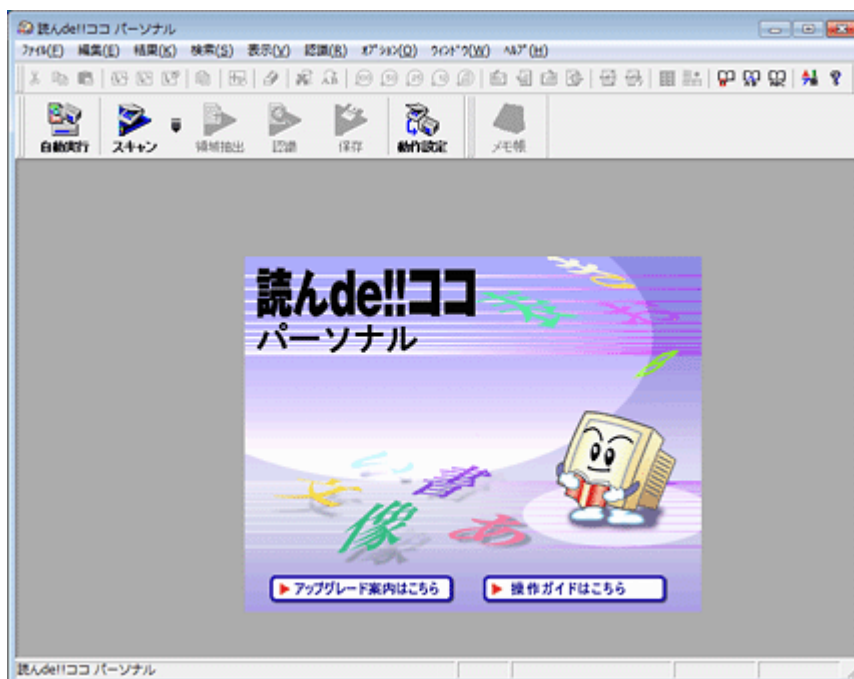 読んde!!ココ パーソナル
ファイル(F) 編集(E) 結果(K) 検索(S) 表示(V) 認識(R) オプション(O) ウィンドウ(W) ヘルプ(H)
自動実行 スキャン 領域抽出 認識 保存 動作設定 メモ帳
読んde!!ココ
パーソナル
像 あ
アップグレード案内はこちら 操作ガイドはこちら
読んde!!ココ パーソナル